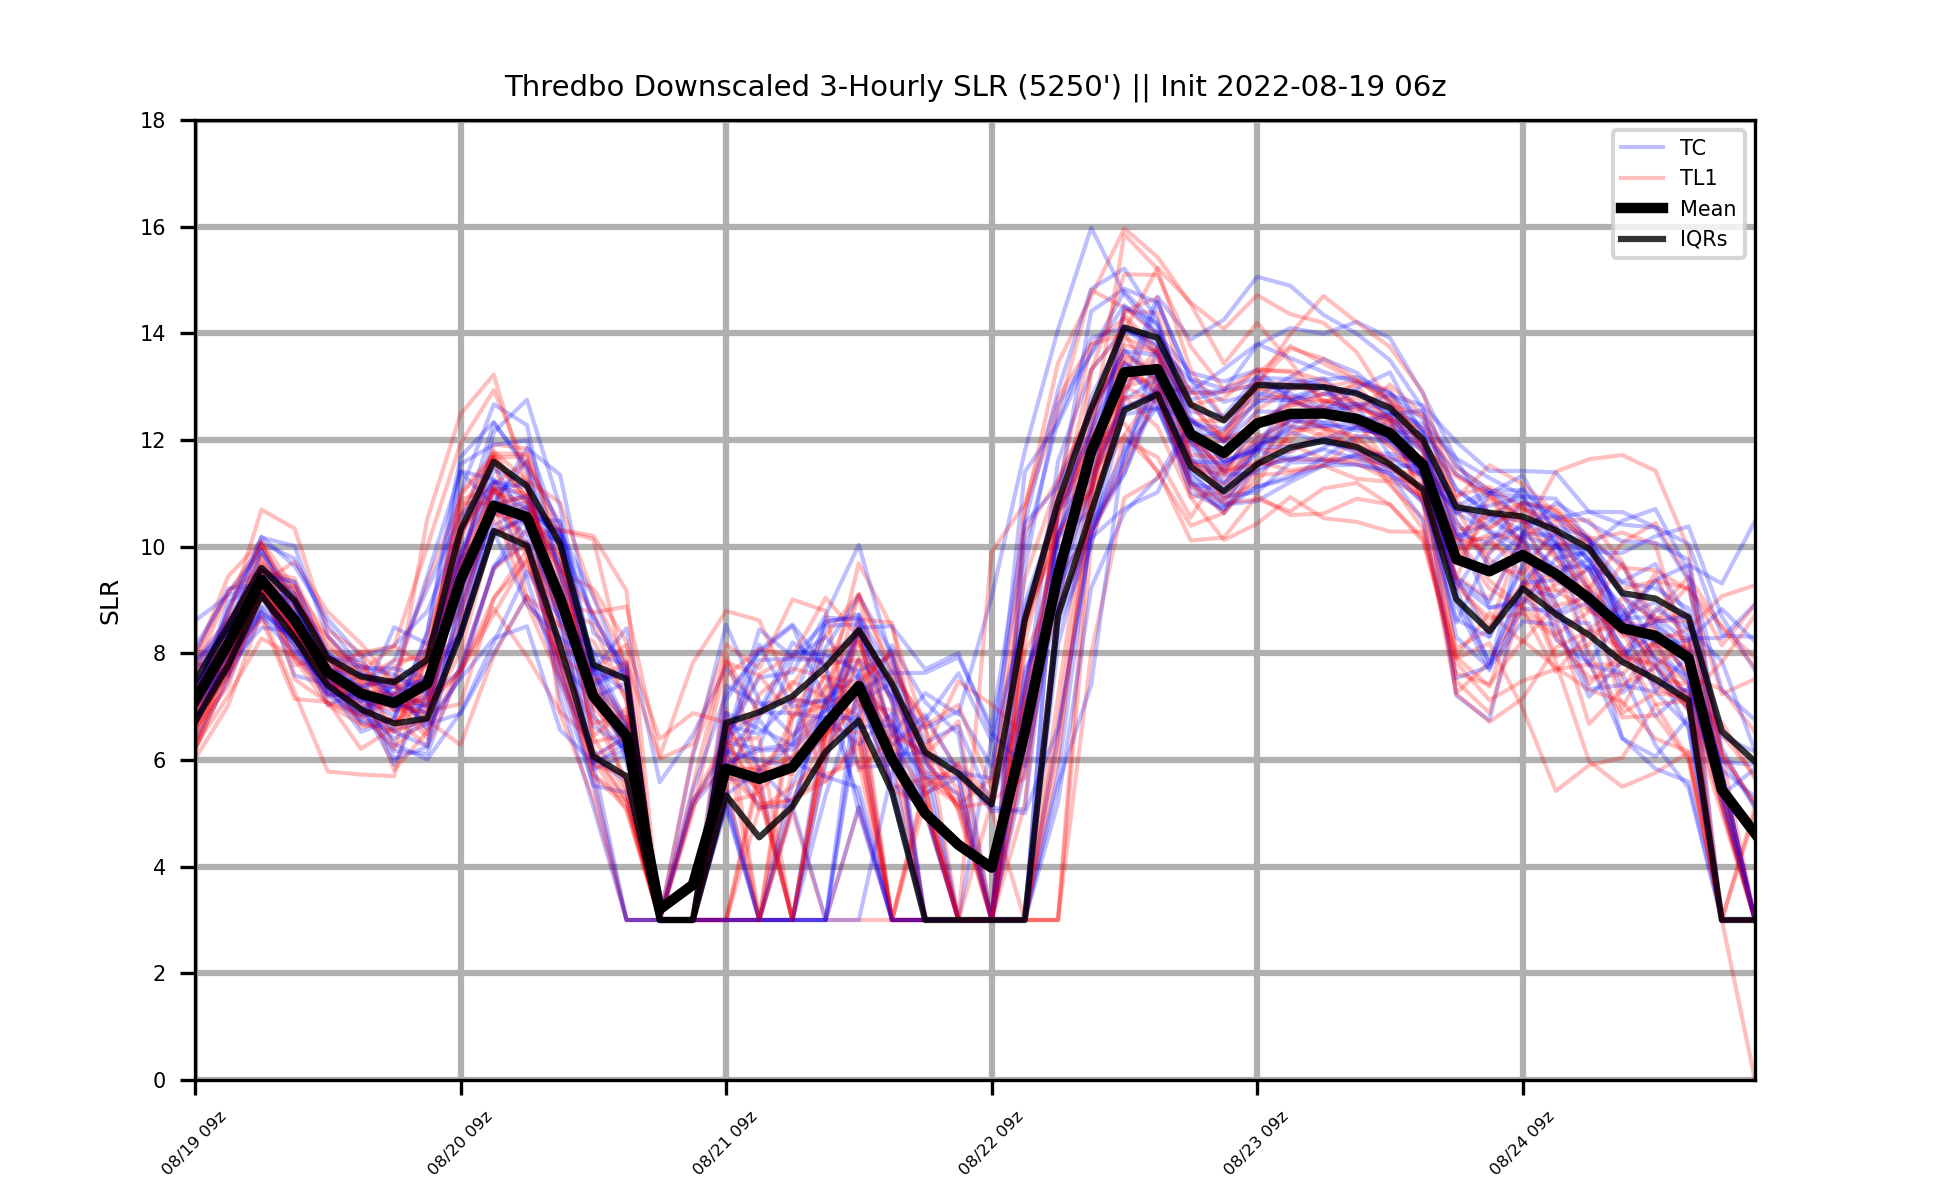 Thredbo Downscaled 3-Hourly SLR (5250') || Init 2022-08-19 06z
18
16
14
12
10
8
6
4
2
0
SLR
TC
TL1
Mean
IQRs
08/19 09z
08/20 09z
08/21 09z
08/22 09z
08/23 09z
08/24 09z